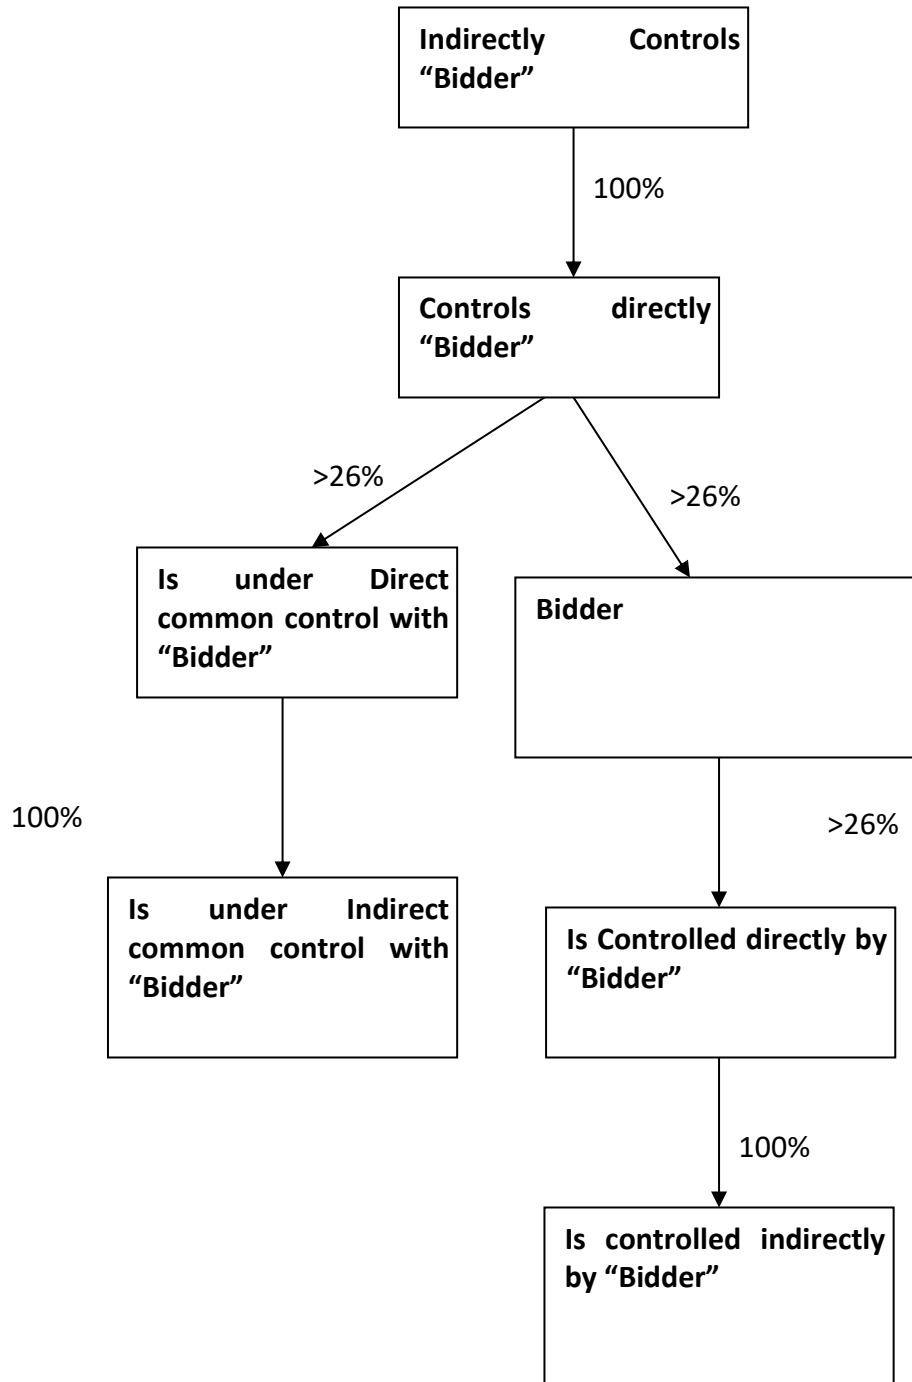 Indirectly Controls
“Bidder”
100%
Controls directly
“Bidder”
>26%
>26%
Is under Direct
common control with
“Bidder”
Bidder
100%
>26%
Is under Indirect
common control with
“Bidder”
Is Controlled directly by
“Bidder”
100%
Is controlled indirectly
by “Bidder”